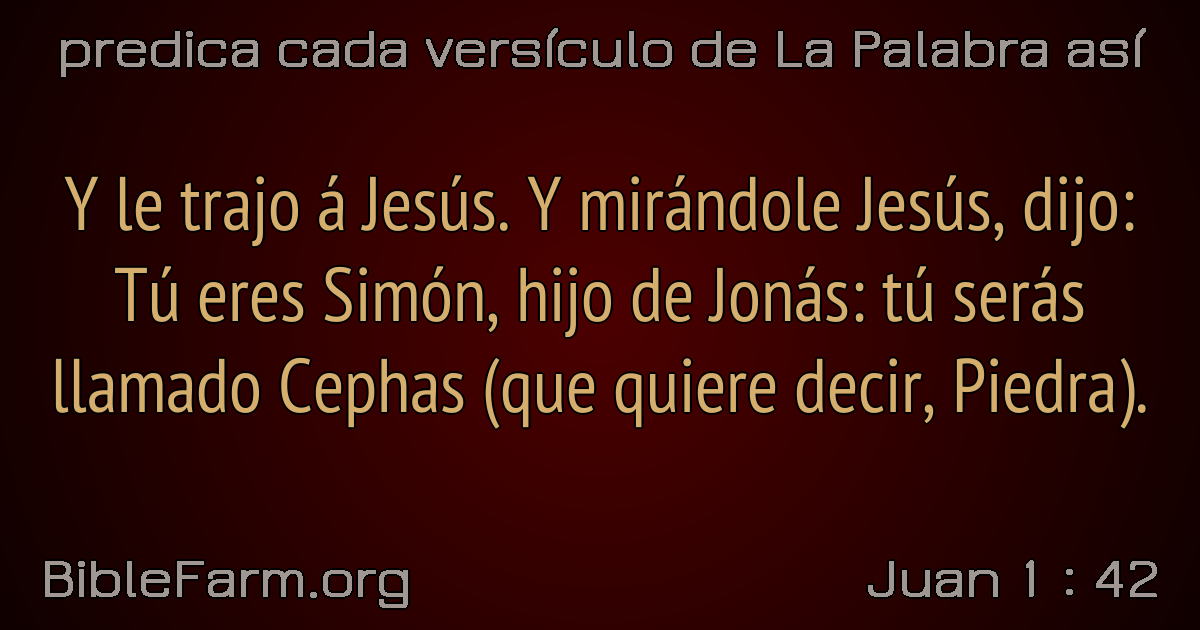 predica cada versículo de La Palabra así
Y le trajo á Jesús. Y mirándole Jesús, dijo:
Tú eres Simón, hijo de Jonás: tú serás
llamado Cephas (que quiere decir, Piedra).
BibleFarm.org
Juan 1 : 42